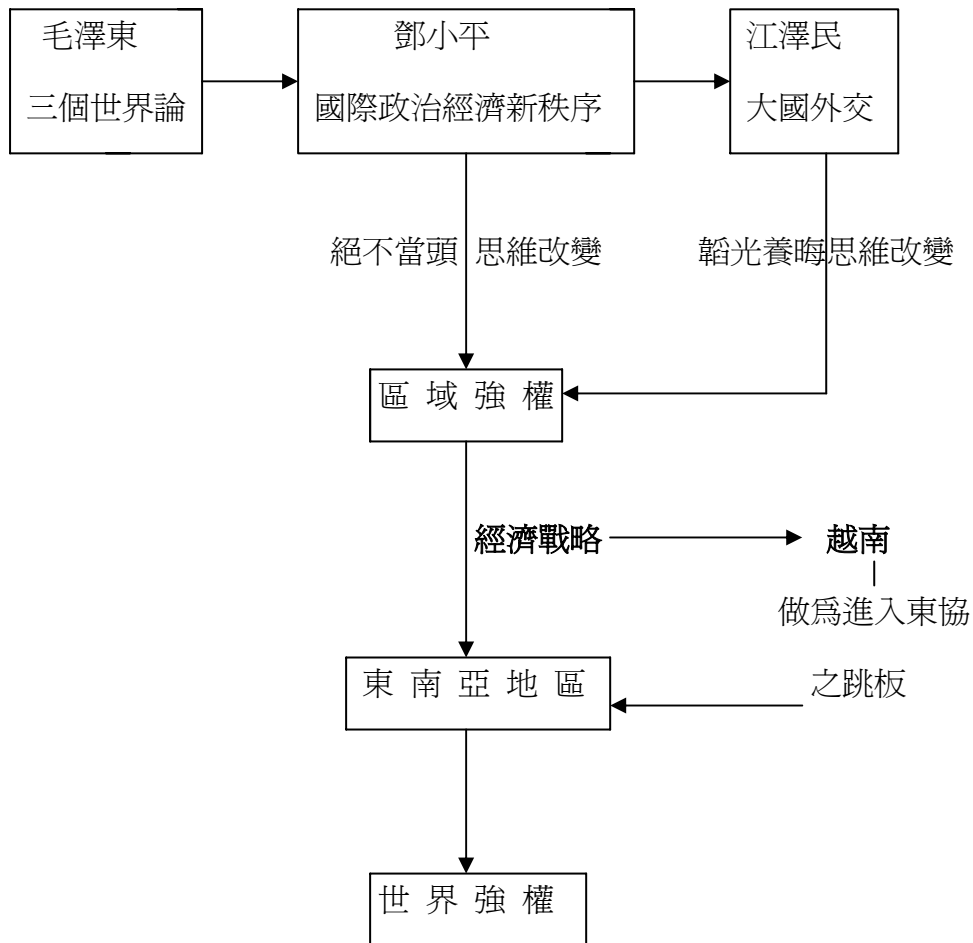 毛澤東
三個世界論
鄧小平
國際政治經濟新秩序
江澤民
大國外交
絕不當頭 思維改變
韜光養晦思維改變
區域強權
經濟戰略
越南
做為進入東協
之跳板
東南亞地區
世界強權